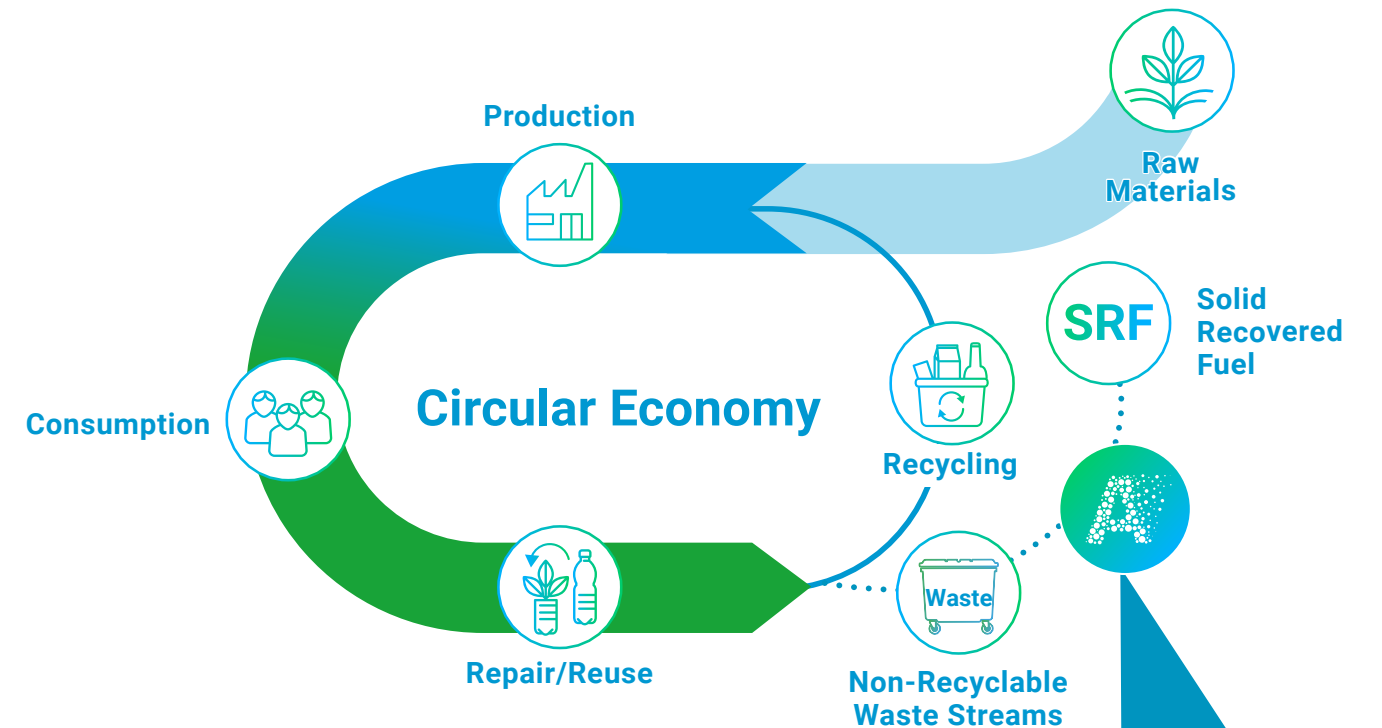 Production
Raw
Materials
SRF
Solid
Recovered
Fuel
Circular Economy
Consumption
Recycling
A
Waste
Repair/Reuse
Non-Recyclable
Waste Streams